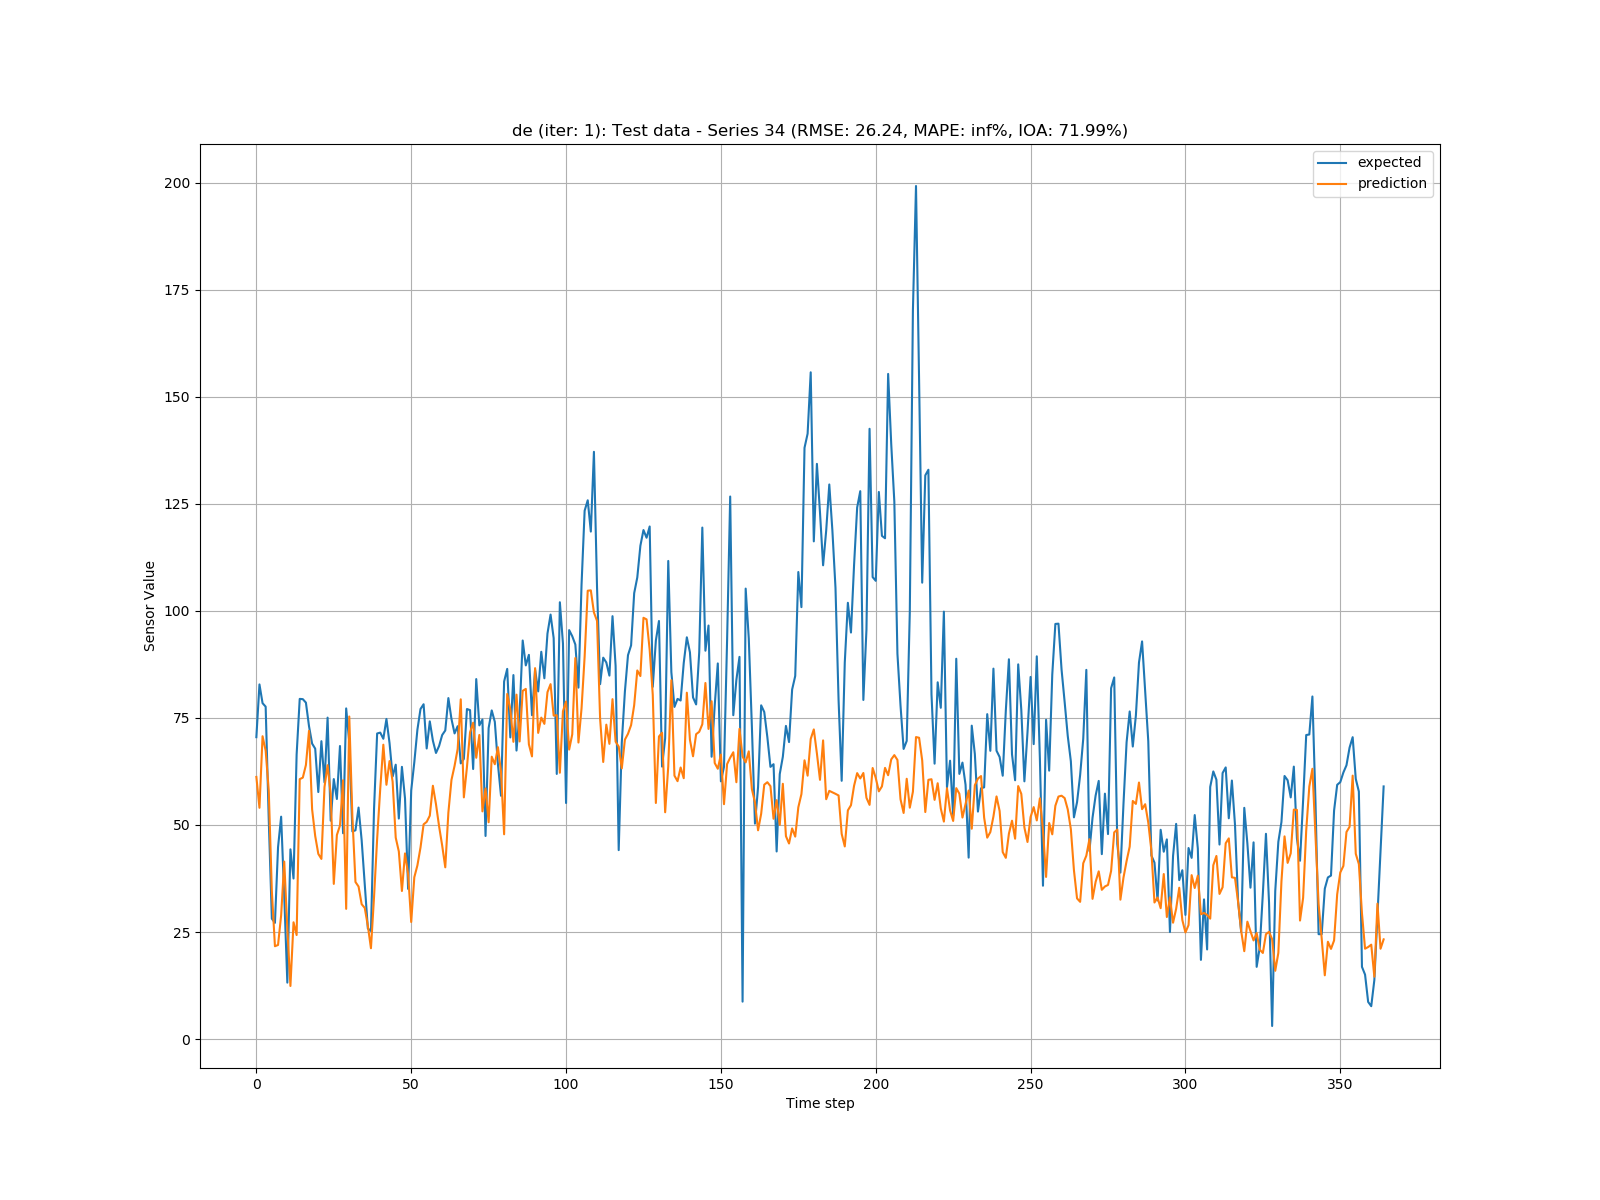 de (iter: 1): Test data - Series 34 (RMSE: 26.24, MAPE: inf%, IOA: 71.99%)
expected
prediction
200
175
150
125
100
75
50
25
0
Sensor Value
0 50 100 150 200 250 300 350
Time step